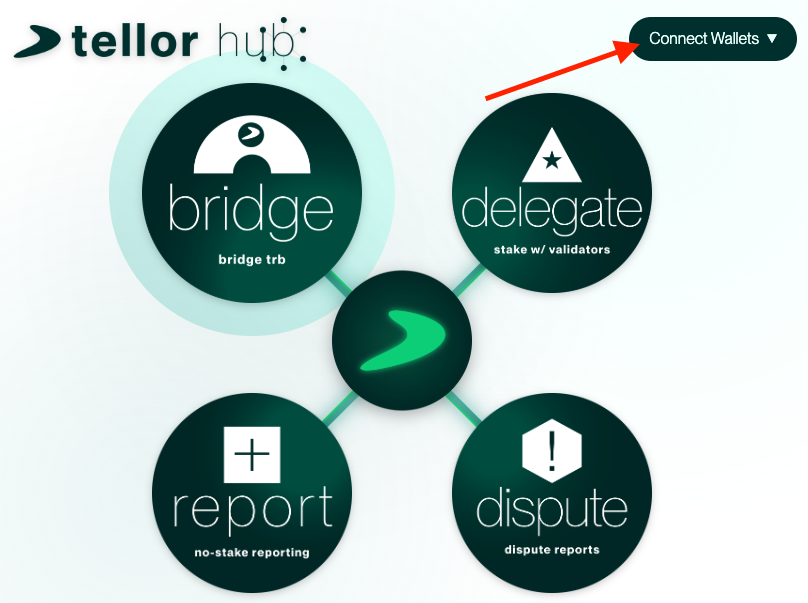 tellor hub
Connect Wallets ▼
bridge
bridge trb
delegate
stake w/ validators
report
no-stake reporting
dispute
dispute reports